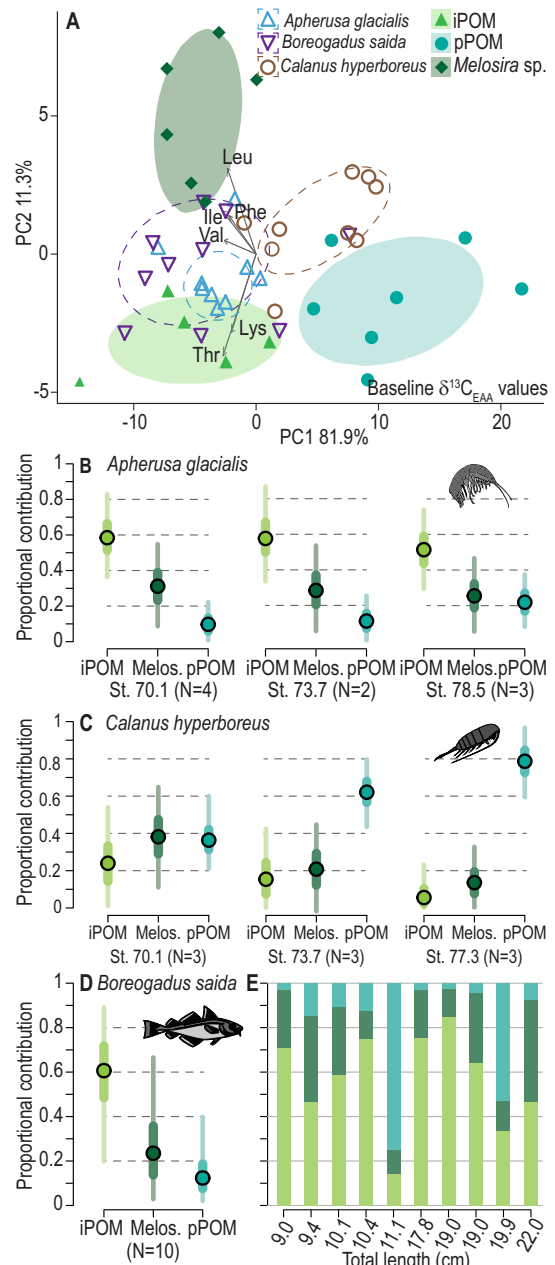 A
Apherusa glacialis
Boreogadus saida
Calanus hyperboreus
iPOM
pPOM
Melosira sp.
PC2 11.3%
5
0
-5
Leu
Ile
Phe
Val
Lys
Thr
Baseline δ¹³C_EAA values
-10 0 10 20
PC1 81.9%
B Apherusa glacialis
Proportional contribution
1
0.8
0.6
0.4
0.2
0
iPOM Melos. pPOM iPOM Melos. pPOM iPOM Melos. pPOM
St. 70.1 (N=4) St. 73.7 (N=2) St. 78.5 (N=3)
C Calanus hyperboreus
Proportional contribution
1
0.8
0.6
0.4
0.2
0
iPOM Melos. pPOM iPOM Melos. pPOM iPOM Melos. pPOM
St. 70.1 (N=3) St. 73.7 (N=3) St. 77.3 (N=3)
D Boreogadus saida
Proportional contribution
1
0.8
0.6
0.4
0.2
0
iPOM Melos. pPOM
(N=10)
E
9.0 9.4 10.1 10.4 11.1 17.8 19.0 19.0 19.9 22.0
Total length (cm)